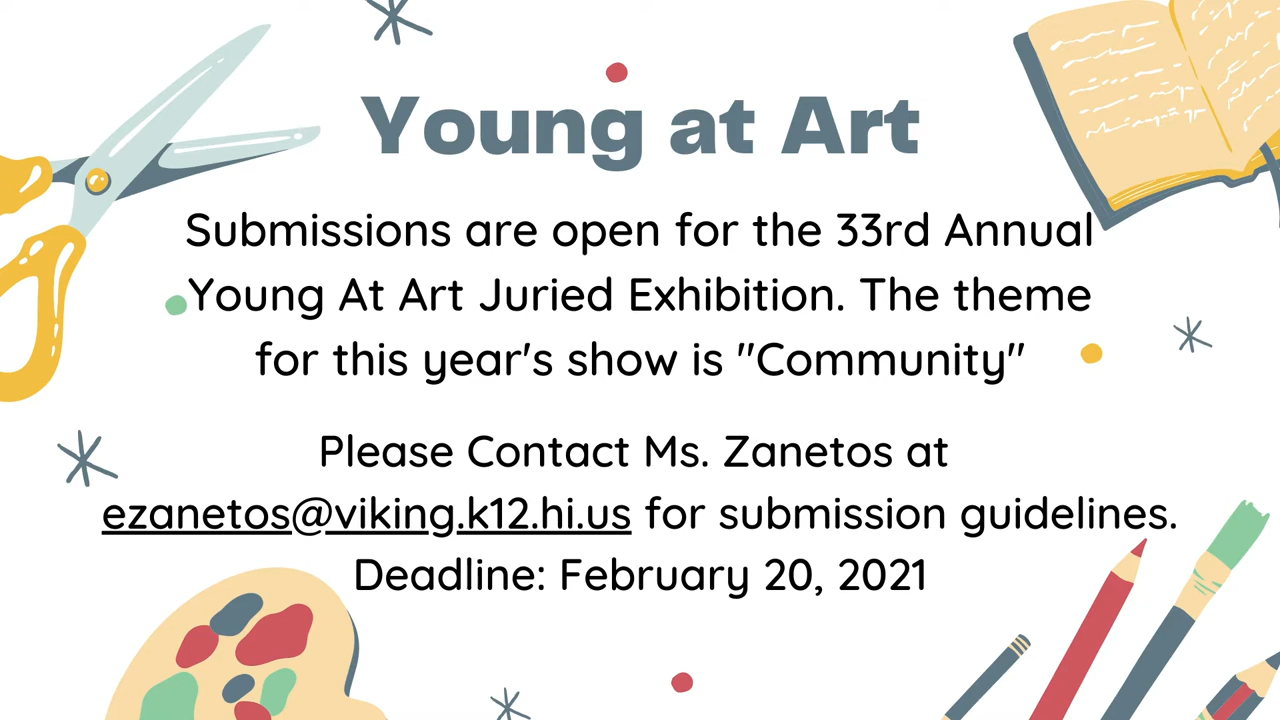 Young at Art
Submissions are open for the 33rd Annual
Young At Art Juried Exhibition. The theme
for this year's show is "Community"
Please Contact Ms. Zanetos at
ezanetos@viking.k12.hi.us for submission guidelines.
Deadline: February 20, 2021